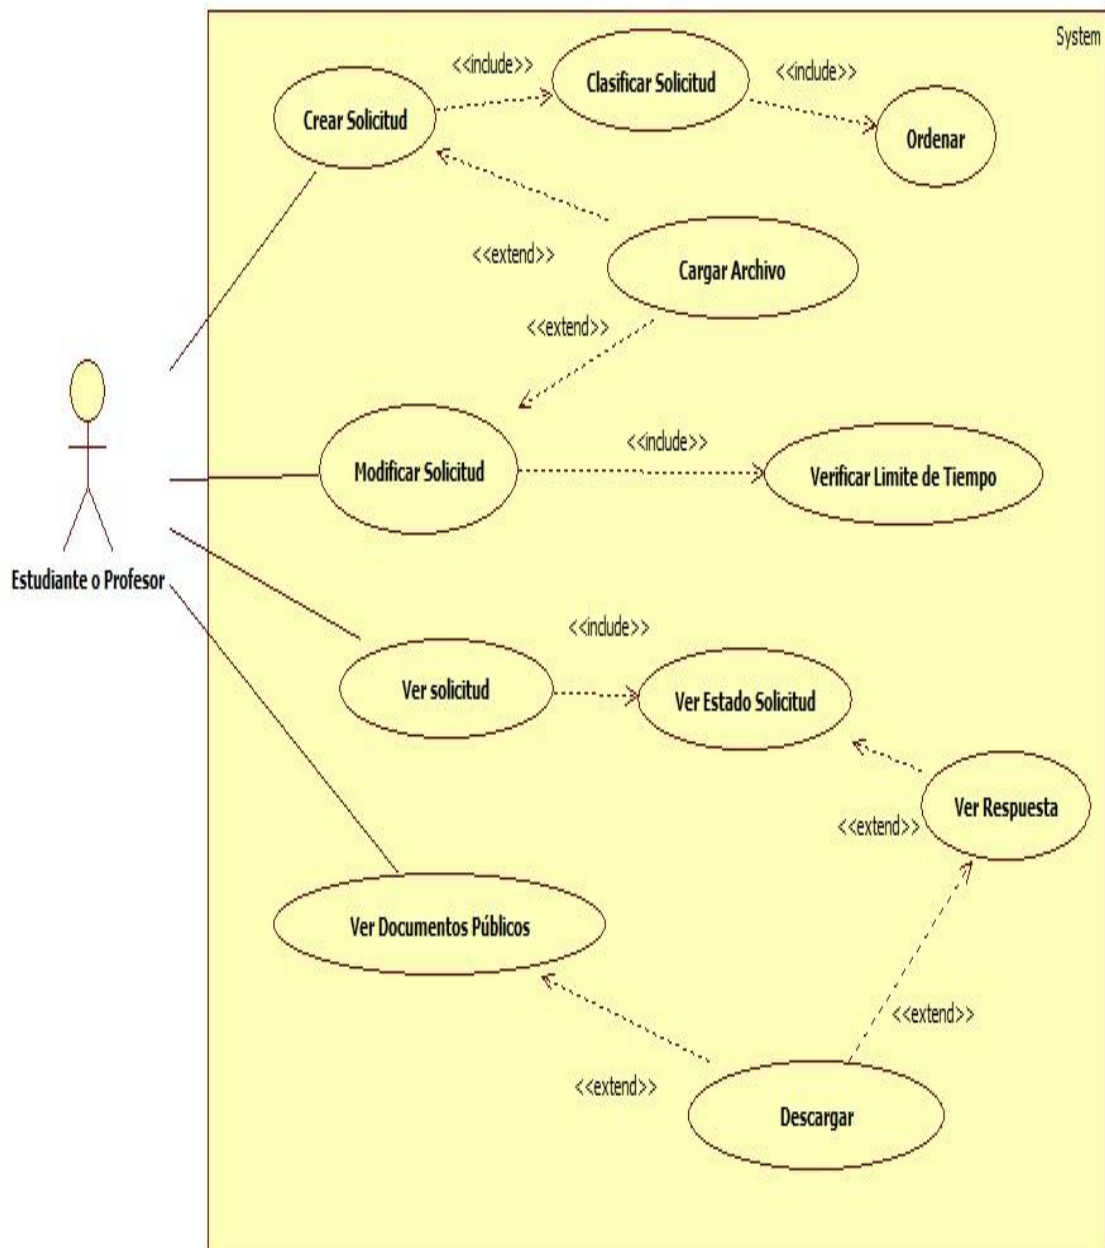 System
<<include>>
Clasificar Solicitud
<<include>>
Crear Solicitud
Ordenar
<<extend>>
Cargar Archivo
<<extend>>
Modificar Solicitud
<<include>>
Verificar Limite de Tiempo
Estudiante o Profesor
<<include>>
Ver solicitud
Ver Estado Solicitud
Ver Respuesta
<<extend>>
Ver Documentos Públicos
<<extend>>
<<extend>>
Descargar